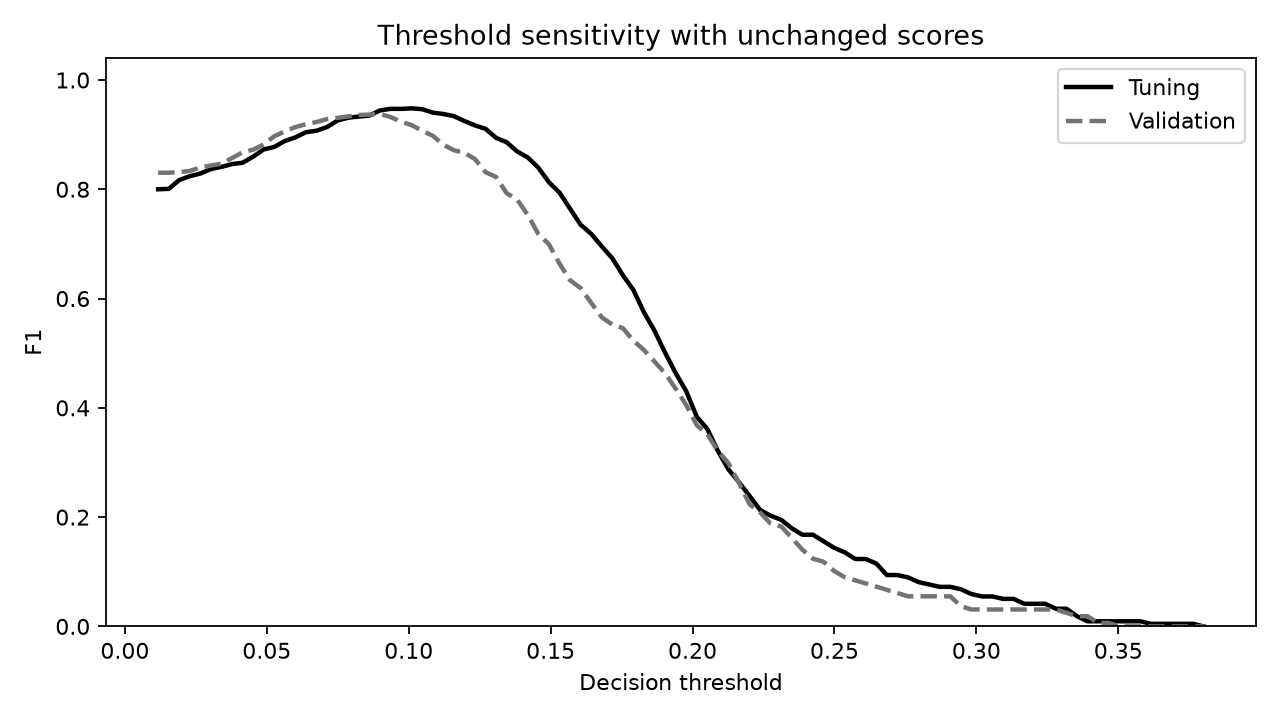 Threshold sensitivity with unchanged scores
Tuning
Validation
F1
1.0
0.8
0.6
0.4
0.2
0.0
0.00 0.05 0.10 0.15 0.20 0.25 0.30 0.35
Decision threshold